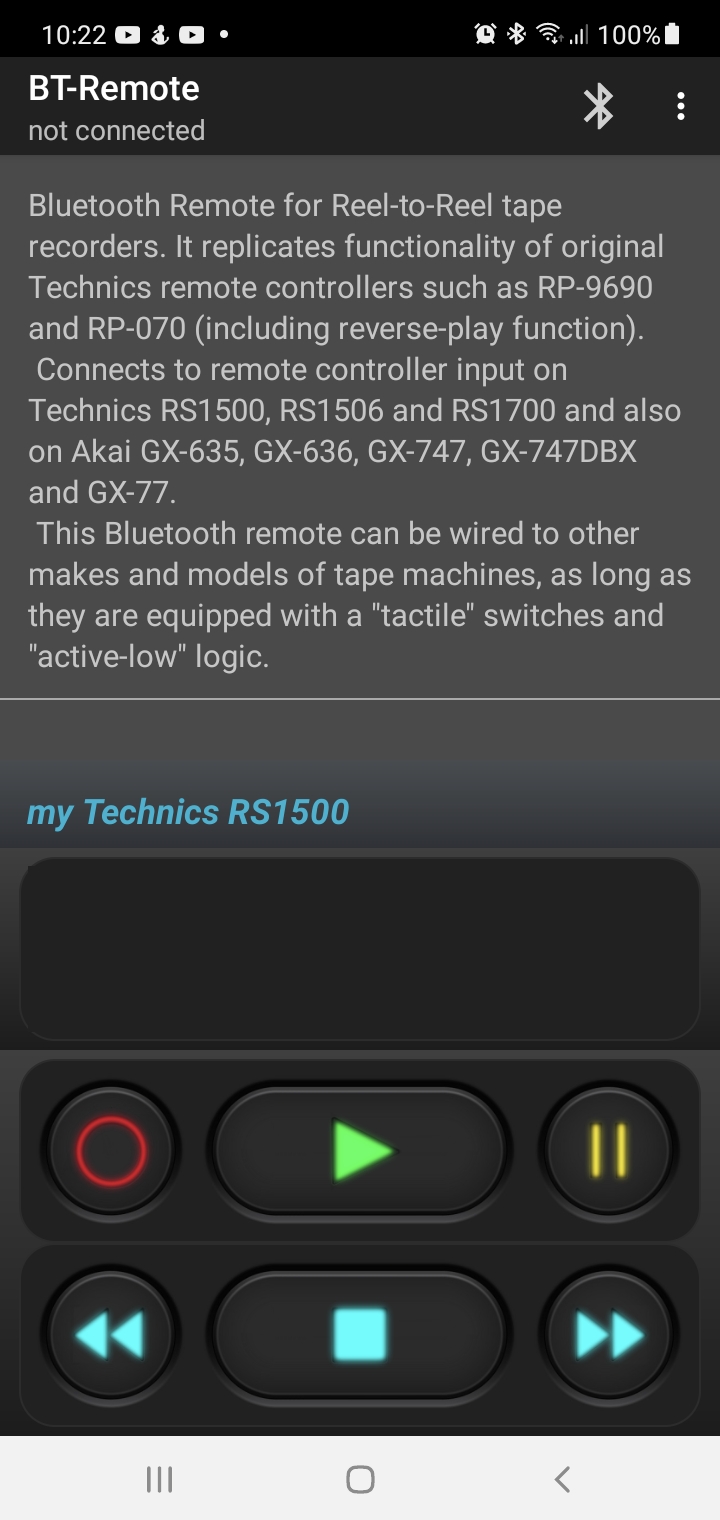 10:22
100%
BT-Remote
not connected
Bluetooth Remote for Reel-to-Reel tape
recorders. It replicates functionality of original
Technics remote controllers such as RP-9690
and RP-070 (including reverse-play function).
Connects to remote controller input on
Technics RS1500, RS1506 and RS1700 and also
on Akai GX-635, GX-636, GX-747, GX-747DBX
and GX-77.
This Bluetooth remote can be wired to other
makes and models of tape machines, as long as
they are equipped with a "tactile" switches and
"active-low" logic.
my Technics RS1500